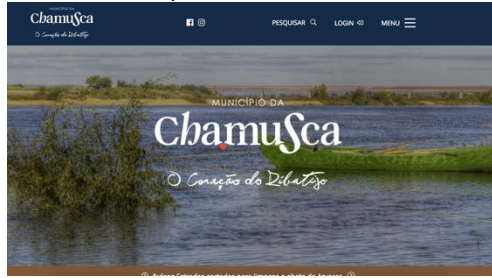 MUNICÍPIO DA
ChamuSca
O Coração do Ribatejo
PESQUISAR
LOGIN
MENU
MUNICÍPIO DA
ChamuSca
O Coração do Ribatejo